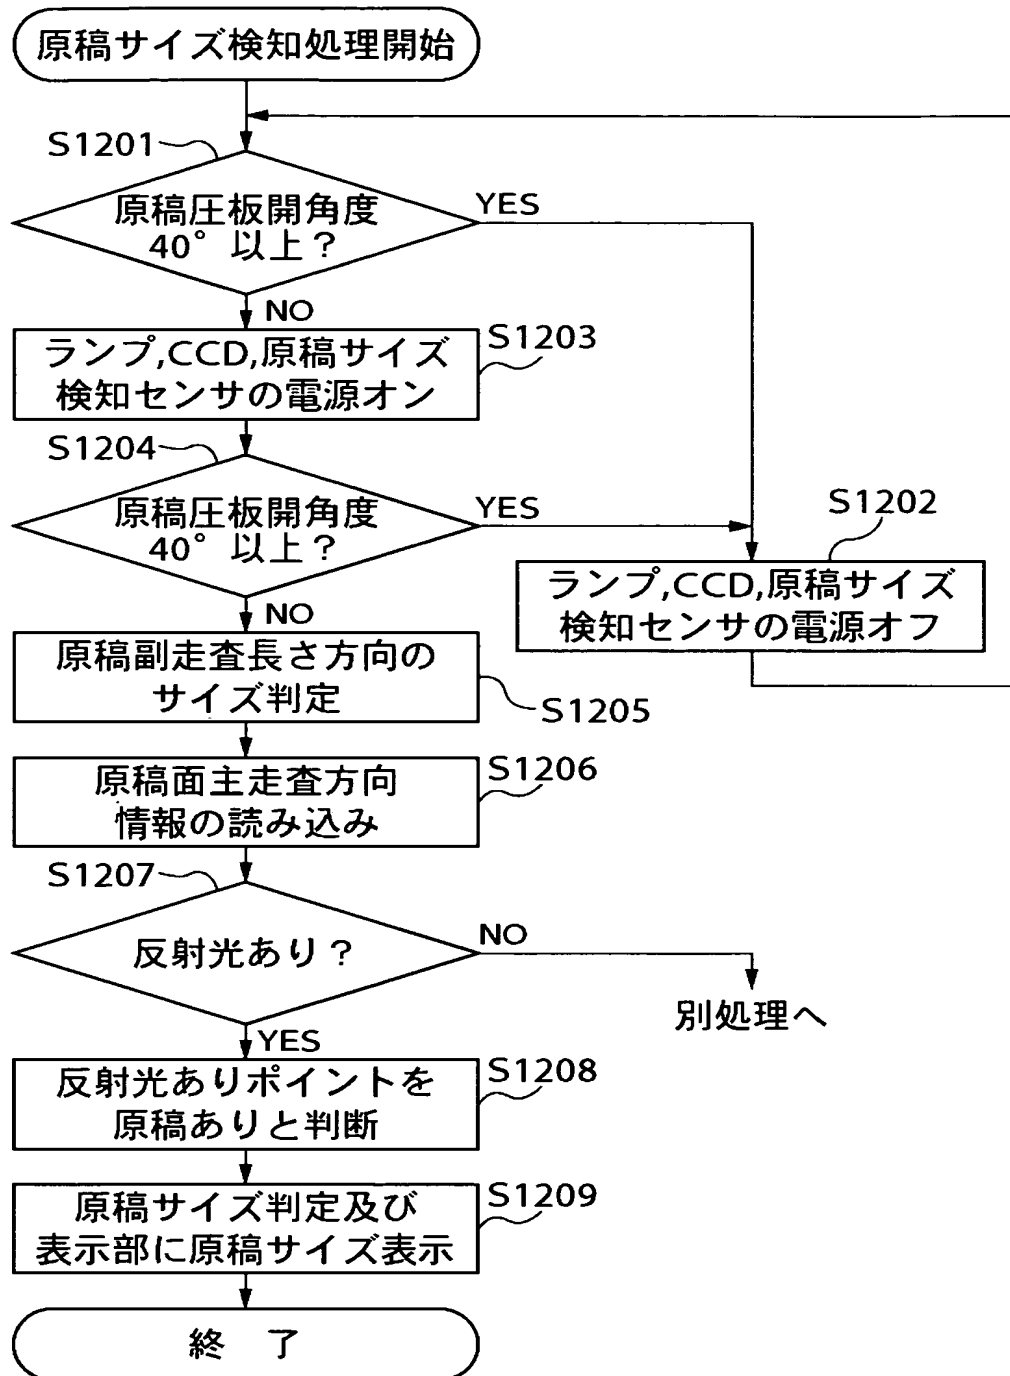 原稿サイズ検知処理開始
S1201
原稿圧板開角度
40°以上？
YES
NO
ランプ,CCD,原稿サイズ
検知センサの電源オン
S1203
S1204
原稿圧板開角度
40°以上？
YES
NO
S1202
ランプ,CCD,原稿サイズ
検知センサの電源オフ
原稿副走査長さ方向の
サイズ判定
S1205
原稿面主走査方向
情報の読み込み
S1206
S1207
反射光あり？
NO
別処理へ
YES
反射光ありポイントを
原稿ありと判断
S1208
原稿サイズ判定及び
表示部に原稿サイズ表示
S1209
終 了